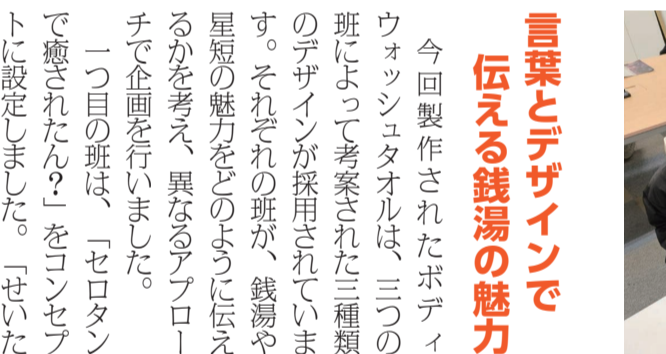 言葉とデザインで
伝える銭湯の魅力
今回製作されたボディ
ウォッシュタオルは、三つの
班によって考案された三種類
のデザインが採用されていま
す。それぞれの班が、銭湯や
星短の魅力をどのように伝え
るかを考え、異なるアプロー
チで企画を行いました。
一つ目の班は、「セロタン
で癒されたん？」をコンセプ
トに設定しました。「せいた